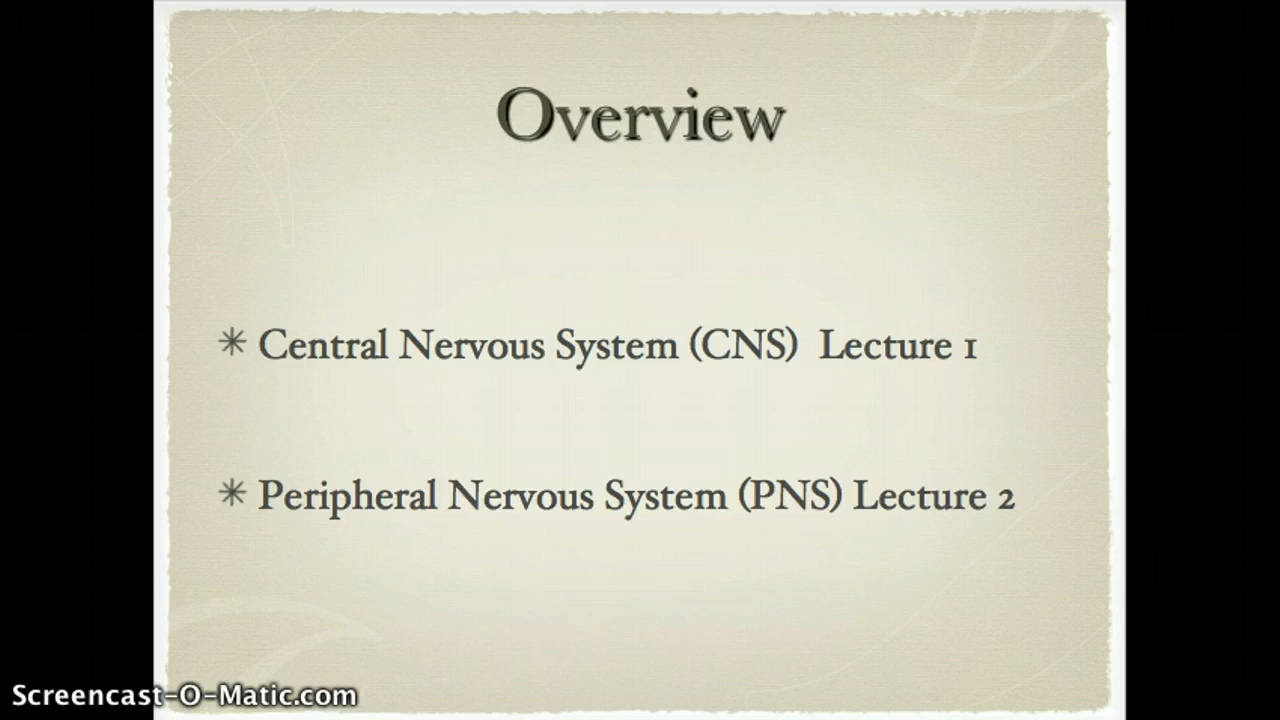 Overview
✳ Central Nervous System (CNS) Lecture 1
✳ Peripheral Nervous System (PNS) Lecture 2
Screencast-O-Matic.com